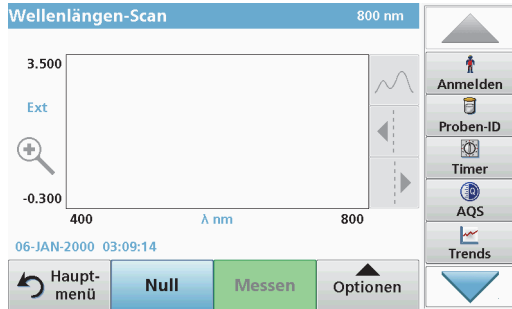 Wellenlängen-Scan 800 nm
3.500
Ext
-0.300
400 λ nm 800
06-JAN-2000 03:09:14
Haupt-
menü
Null
Messen
Optionen
Anmelden
Proben-ID
Timer
AQS
Trends